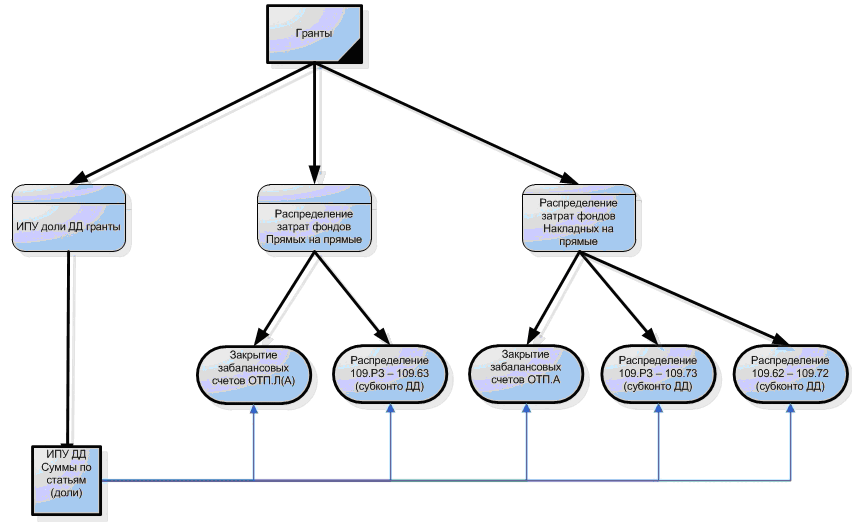 Гранты
ИПУ доли ДД гранты
Распределение
затрат фондов
Прямых на прямые
Распределение
затрат фондов
Накладных на
прямые
Закрытие
забалансовых
счетов ОТП.Л(А)
Распределение
109.РЗ – 109.63
(субконто ДД)
Закрытие
забалансовых
счетов ОТП.А
Распределение
109.РЗ – 109.73
(субконто ДД)
Распределение
109.62 – 109.72
(субконто ДД)
ИПУ ДД
Суммы по
статьям
(доли)